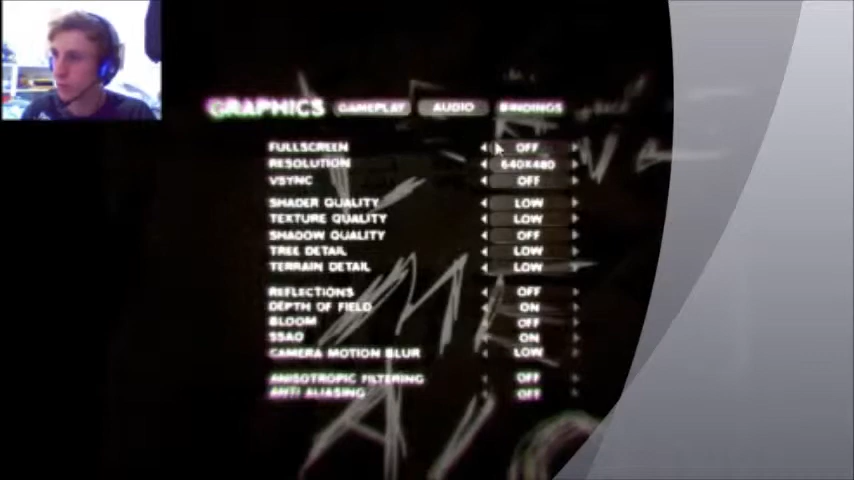 GRAPHICS GAMEPLAY AUDIO BINDINGS BACK
FULLSCREEN OFF
RESOLUTION 640X480
VSYNC OFF
SHADER QUALITY LOW
TEXTURE QUALITY LOW
SHADOW QUALITY OFF
TREE DETAIL LOW
TERRAIN DETAIL LOW
REFLECTIONS OFF
DEPTH OF FIELD ON
BLOOM OFF
SSAO ON
CAMERA MOTION BLUR LOW
ANISOTROPIC FILTERING OFF
ANTI ALIASING OFF